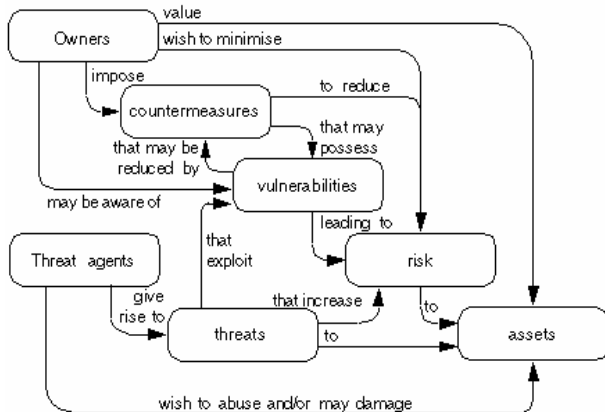 value
Owners
wish to minimise
impose
to reduce
countermeasures
that may be
reduced by
that may
possess
vulnerabilities
may be aware of
leading to
that
exploit
Threat agents
risk
give
rise to
that increase
to
threats
to
assets
wish to abuse and/or may damage